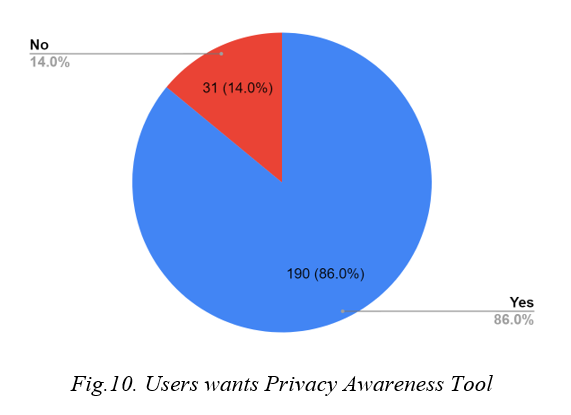 No
14.0%
31 (14.0%)
190 (86.0%)
Yes
86.0%
Fig.10. Users wants Privacy Awareness Tool